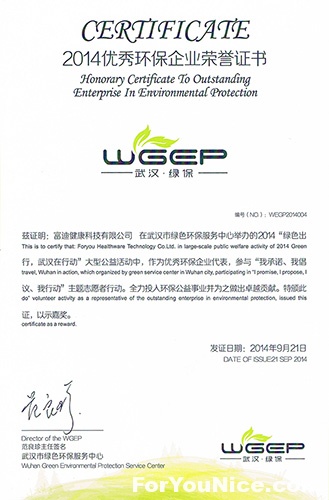 CERTIFICATE
2014优秀环保企业荣誉证书
Honorary Certificate To Outstanding
Enterprise In Environmental Protection
WGEP
武汉·绿保
编号(NO.): WEGP2014004
兹证明: 富迪健康科技有限公司 在武汉市绿色环保服务中心举办的2014 “绿色出
This is certify that: Foryou Healthware Technology Co.Ltd. in large-scale public welfare activity of 2014 Green
行,武汉在行动” 大型公益活动中,作为优秀环保企业代表,参与 “我承诺、我倡
travel, Wuhan in action, which organized by green service center in Wuhan city, participating in "I promise, I propose, I
议、我行动” 主题志愿者行动。全力投入环保公益事业并为之做出卓越贡献。特颁此
do" volunteer activity as a representative of the outstanding enterprise in environmental protection, issued this
证,以示嘉奖。
certificate as a reward.
发证日期:2014年9月21日
DATE OF ISSUE:21 SEP 2014
范良珍
Director of the WGEP
范良珍主任签名
武汉市绿色环保服务中心
Wuhan Green Environmental Protection Service Center
WGEP
武汉·绿保
ForYouNice.com